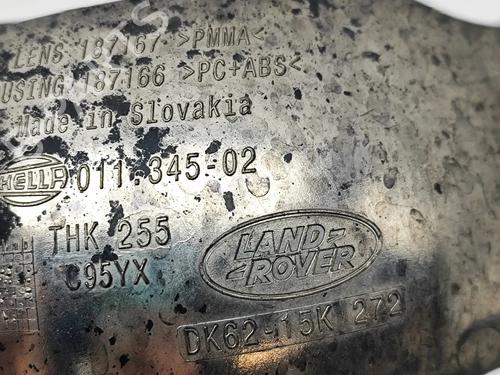 LENS 187167 >PMMA<
USING 187166 >PC+ABS<
Made in Slovakia
HELLA 011.345-02
THK 255
C95YX
LAND ROVER
DK62-15K 272